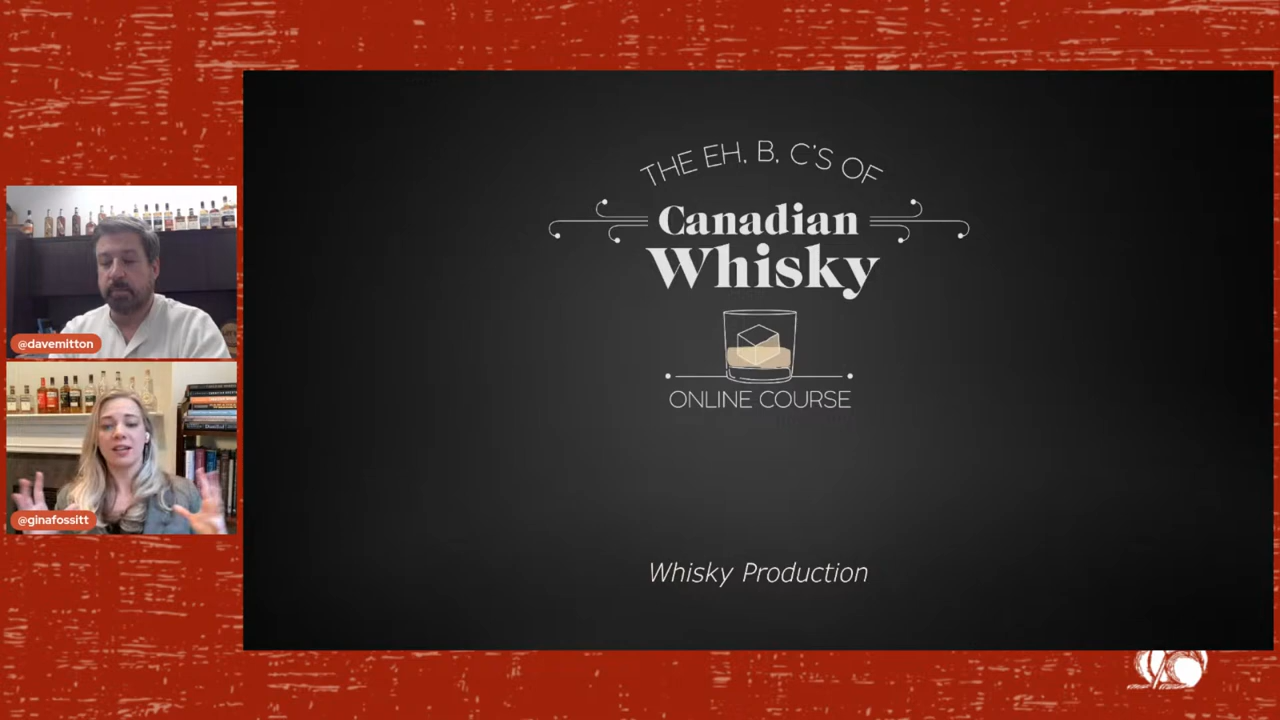 THE EH, B, C'S OF
Canadian
Whisky
ONLINE COURSE
Whisky Production
@davemitton
@ginafossitt